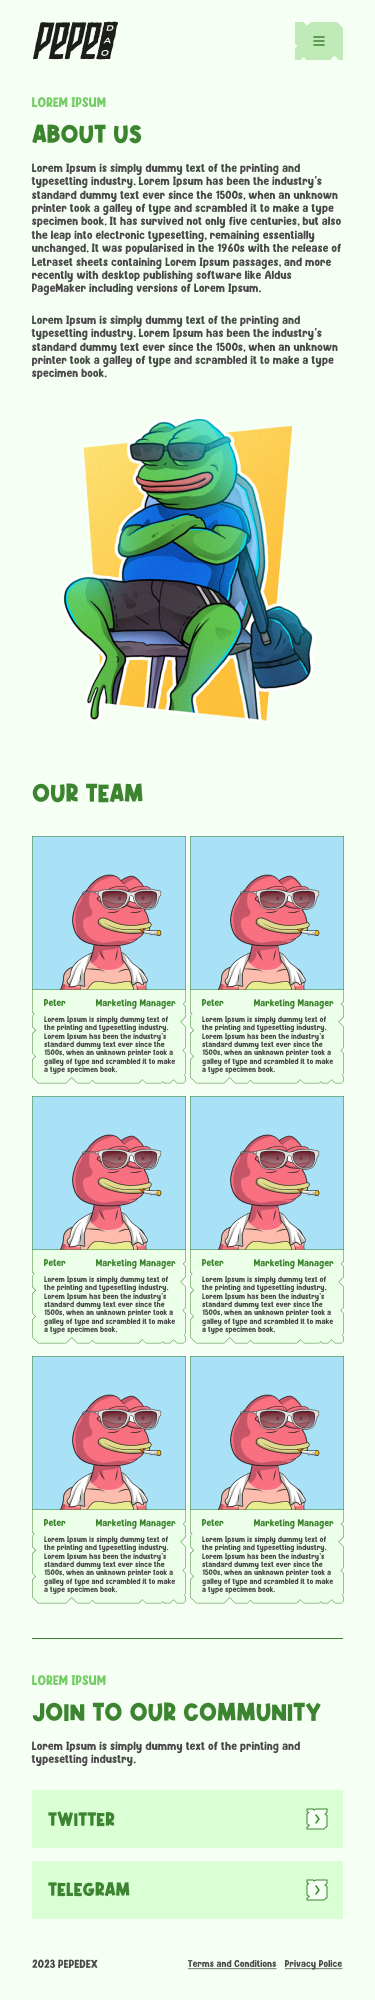 PEPE DAO
LOREM IPSUM
ABOUT US
Lorem Ipsum is simply dummy text of the printing and
typesetting industry. Lorem Ipsum has been the industry's
standard dummy text ever since the 1500s, when an unknown
printer took a galley of type and scrambled it to make a type
specimen book. It has survived not only five centuries, but also
the leap into electronic typesetting, remaining essentially
unchanged. It was popularised in the 1960s with the release of
Letraset sheets containing Lorem Ipsum passages, and more
recently with desktop publishing software like Aldus
PageMaker including versions of Lorem Ipsum.
Lorem Ipsum is simply dummy text of the printing and
typesetting industry. Lorem Ipsum has been the industry's
standard dummy text ever since the 1500s, when an unknown
printer took a galley of type and scrambled it to make a type
specimen book.
OUR TEAM
Peter Marketing Manager
Lorem Ipsum is simply dummy text of
the printing and typesetting industry.
Lorem Ipsum has been the industry's
standard dummy text ever since the
1500s, when an unknown printer took a
galley of type and scrambled it to make
a type specimen book.
Peter Marketing Manager
Lorem Ipsum is simply dummy text of
the printing and typesetting industry.
Lorem Ipsum has been the industry's
standard dummy text ever since the
1500s, when an unknown printer took a
galley of type and scrambled it to make
a type specimen book.
Peter Marketing Manager
Lorem Ipsum is simply dummy text of
the printing and typesetting industry.
Lorem Ipsum has been the industry's
standard dummy text ever since the
1500s, when an unknown printer took a
galley of type and scrambled it to make
a type specimen book.
Peter Marketing Manager
Lorem Ipsum is simply dummy text of
the printing and typesetting industry.
Lorem Ipsum has been the industry's
standard dummy text ever since the
1500s, when an unknown printer took a
galley of type and scrambled it to make
a type specimen book.
Peter Marketing Manager
Lorem Ipsum is simply dummy text of
the printing and typesetting industry.
Lorem Ipsum has been the industry's
standard dummy text ever since the
1500s, when an unknown printer took a
galley of type and scrambled it to make
a type specimen book.
Peter Marketing Manager
Lorem Ipsum is simply dummy text of
the printing and typesetting industry.
Lorem Ipsum has been the industry's
standard dummy text ever since the
1500s, when an unknown printer took a
galley of type and scrambled it to make
a type specimen book.
LOREM IPSUM
JOIN TO OUR COMMUNITY
Lorem Ipsum is simply dummy text of the printing and
typesetting industry.
TWITTER
TELEGRAM
2023 PEPEDEX Terms and Conditions Privacy Police